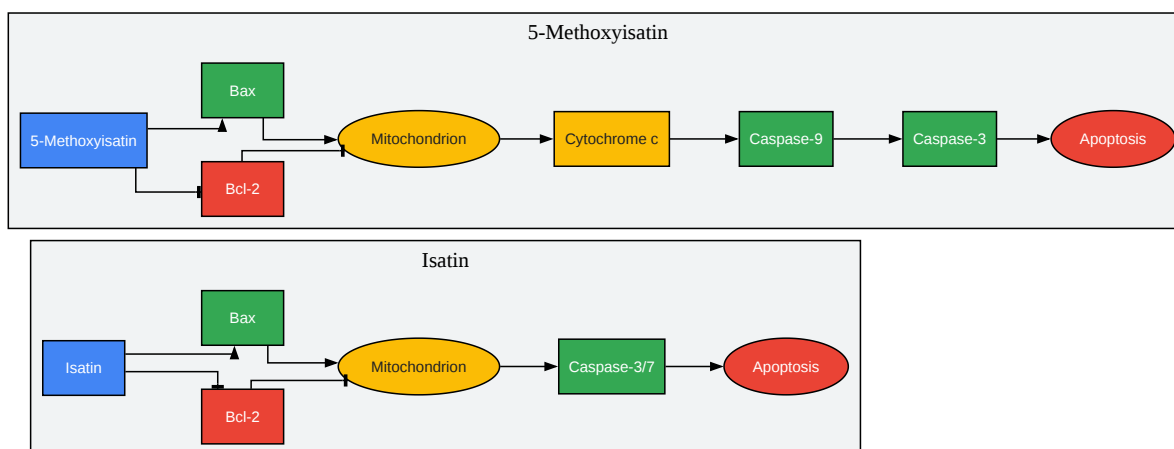 5-Methoxyisatin
Bax
5-Methoxyisatin
Mitochondrion
Cytochrome c
Caspase-9
Caspase-3
Apoptosis
Bcl-2
Isatin
Bax
Isatin
Mitochondrion
Caspase-3/7
Apoptosis
Bcl-2